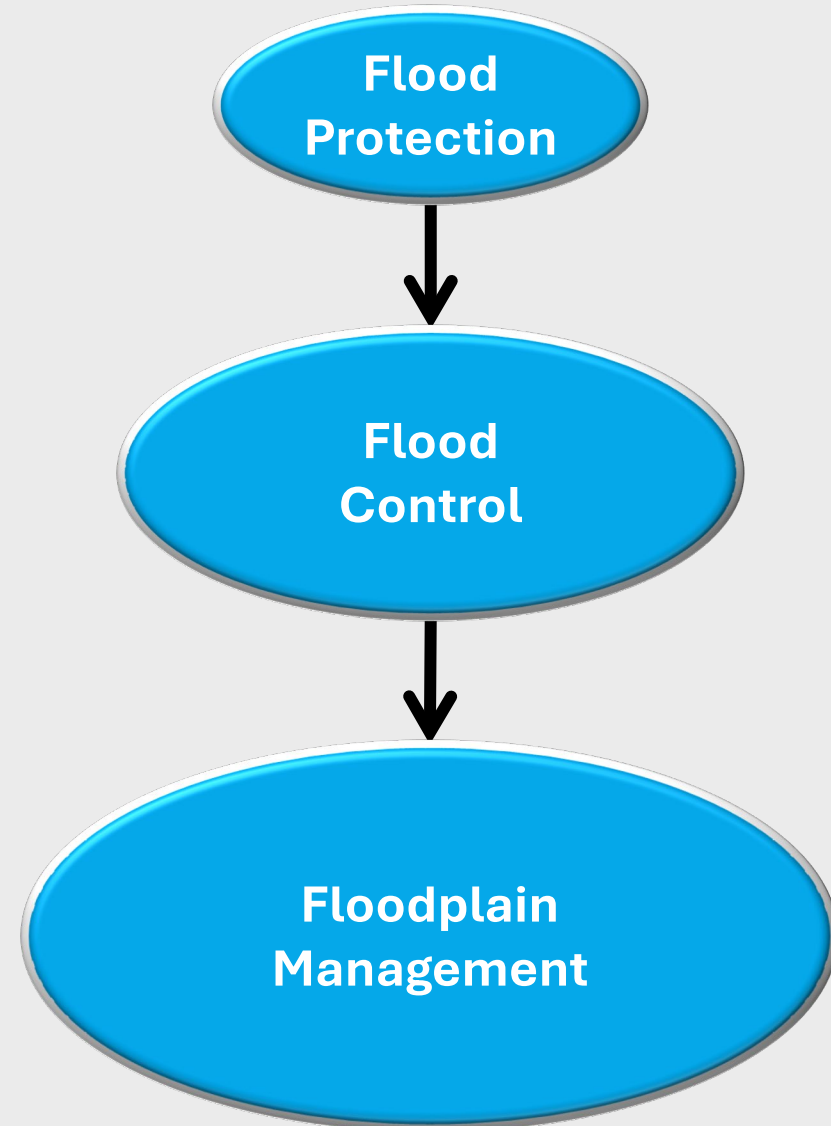 Flood
Protection
Flood
Control
Floodplain
Management